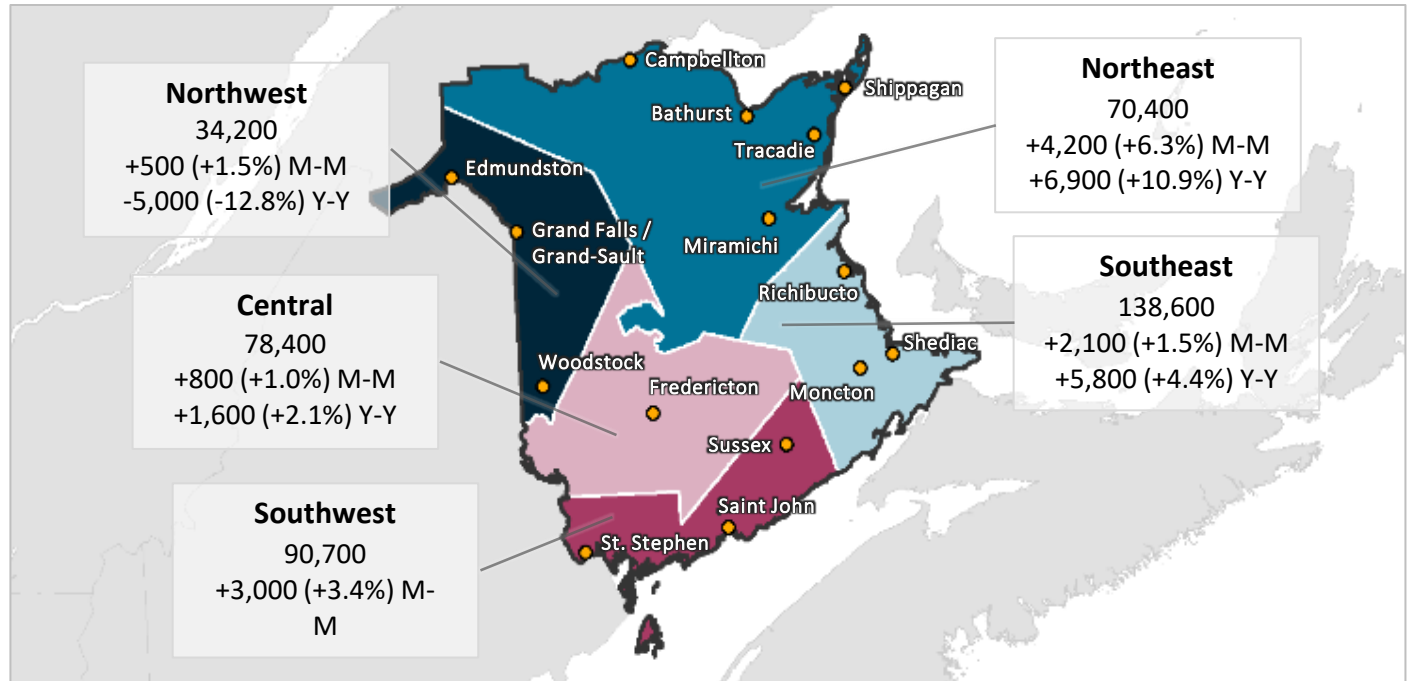 Northwest
34,200
+500 (+1.5%) M-M
-5,000 (-12.8%) Y-Y
Central
78,400
+800 (+1.0%) M-M
+1,600 (+2.1%) Y-Y
Southwest
90,700
+3,000 (+3.4%) M-
M
Northeast
70,400
+4,200 (+6.3%) M-M
+6,900 (+10.9%) Y-Y
Southeast
138,600
+2,100 (+1.5%) M-M
+5,800 (+4.4%) Y-Y
Campbellton
Shippagan
Bathurst
Tracadie
Edmundston
Miramichi
Grand Falls /
Grand-Sault
Richibucto
Shediac
Woodstock
Fredericton
Moncton
Sussex
Saint John
St. Stephen